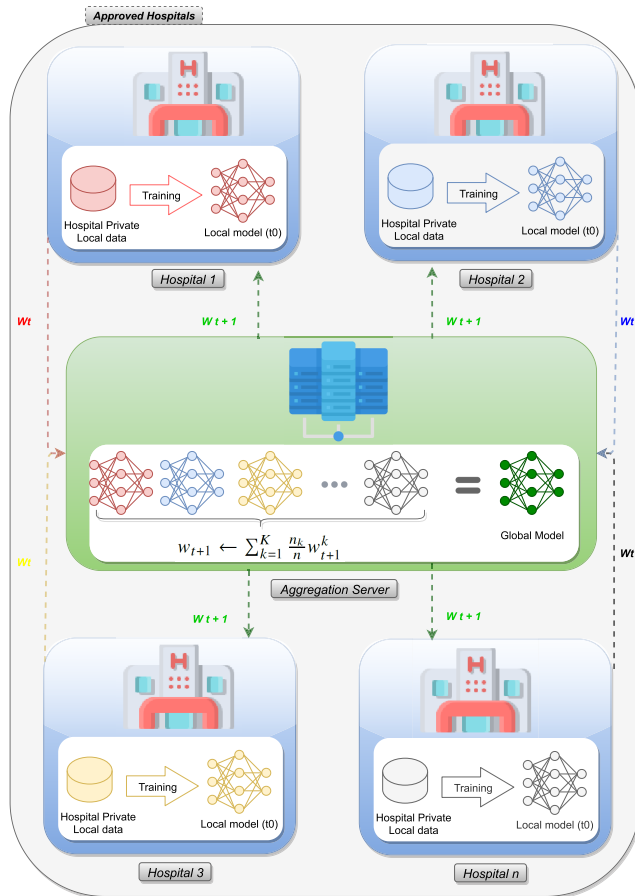 Approved Hospitals
Training
Hospital Private
Local data
Local model (t0)
Hospital 1
Training
Hospital Private
Local data
Local model (t0)
Hospital 2
Wt
W t + 1
W t + 1
Wt
Global Model
w_{t+1} ← ∑_{k=1}^{K} \frac{n_k}{n} w_{t+1}^k
Aggregation Server
Wt
W t + 1
W t + 1
Wt
Training
Hospital Private
Local data
Local model (t0)
Hospital 3
Training
Hospital Private
Local data
Local model (t0)
Hospital n